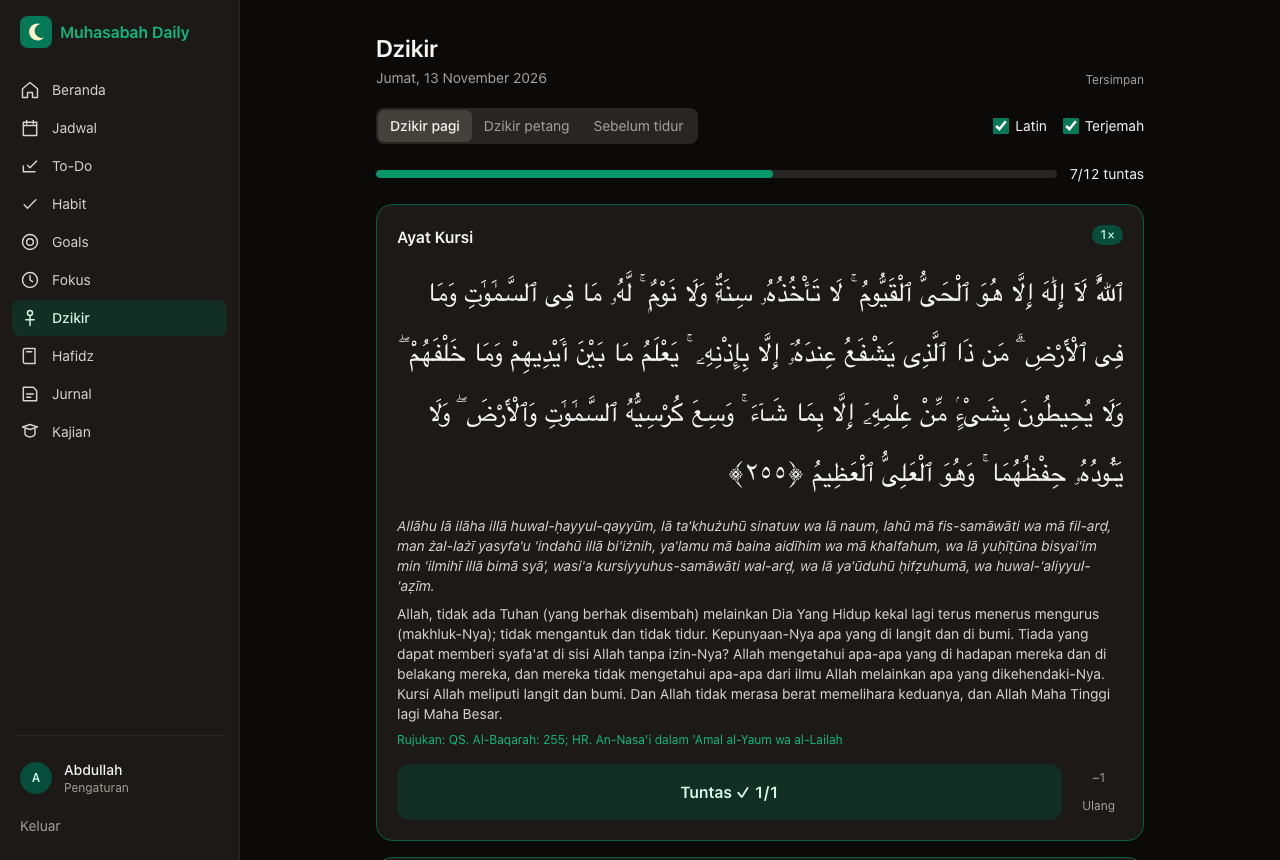 Muhasabah Daily
Beranda
Jadwal
To-Do
Habit
Goals
Fokus
Dzikir
Hafidz
Jurnal
Kajian
A
Abdullah
Pengaturan
Keluar
Dzikir
Jumat, 13 November 2026
Tersimpan
Dzikir pagi
Dzikir petang
Sebelum tidur
Latin
Terjemah
7/12 tuntas
Ayat Kursi
1×
ٱللَّهُ لَآ إِلَٰهَ إِلَّا هُوَ ٱلْحَىُّ ٱلْقَيُّومُ ۚ لَا تَأْخُذُهُۥ سِنَةٌ وَلَا نَوْمٌ ۚ لَّهُۥ مَا فِى ٱلسَّمَٰوَٰتِ وَمَا
فِى ٱلْأَرْضِ ۗ مَن ذَا ٱلَّذِى يَشْفَعُ عِندَهُۥٓ إِلَّا بِإِذْنِهِۦ ۚ يَعْلَمُ مَا بَيْنَ أَيْدِيهِمْ وَمَا خَلْفَهُمْ ۖ
وَلَا يُحِيطُونَ بِشَىْءٍ مِّنْ عِلْمِهِۦٓ إِلَّا بِمَا شَآءَ ۚ وَسِعَ كُرْسِيُّهُ ٱلسَّمَٰوَٰتِ وَٱلْأَرْضَ ۖ وَلَا
يَـُٔودُهُۥ حِفْظُهُمَا ۚ وَهُوَ ٱلْعَلِىُّ ٱلْعَظِيمُ ﴿٢٥٥﴾
Allāhu lā ilāha illā huwal-ḥayyul-qayyūm, lā ta'khużuhū sinatuw wa lā naum, lahū mā fis-samāwāti wa mā fil-arḍ,
man żal-lażī yasyfa'u 'indahū illā bi'iżnih, ya'lamu mā baina aidīhim wa mā khalfahum, wa lā yuḥīṭūna bisyai'im
min 'ilmihī illā bimā syā', wasi'a kursiyyuhus-samāwāti wal-arḍ, wa lā ya'ūduhū ḥifẓuhumā, wa huwal-'aliyyul-
'aẓīm.
Allah, tidak ada Tuhan (yang berhak disembah) melainkan Dia Yang Hidup kekal lagi terus menerus mengurus
(makhluk-Nya); tidak mengantuk dan tidak tidur. Kepunyaan-Nya apa yang di langit dan di bumi. Tiada yang
dapat memberi syafa'at di sisi Allah tanpa izin-Nya? Allah mengetahui apa-apa yang di hadapan mereka dan di
belakang mereka, dan mereka tidak mengetahui apa-apa dari ilmu Allah melainkan apa yang dikehendaki-Nya.
Kursi Allah meliputi langit dan bumi. Dan Allah tidak merasa berat memelihara keduanya, dan Allah Maha Tinggi
lagi Maha Besar.
Rujukan: QS. Al-Baqarah: 255; HR. An-Nasa'i dalam 'Amal al-Yaum wa al-Lailah
Tuntas ✓ 1/1
−1
Ulang